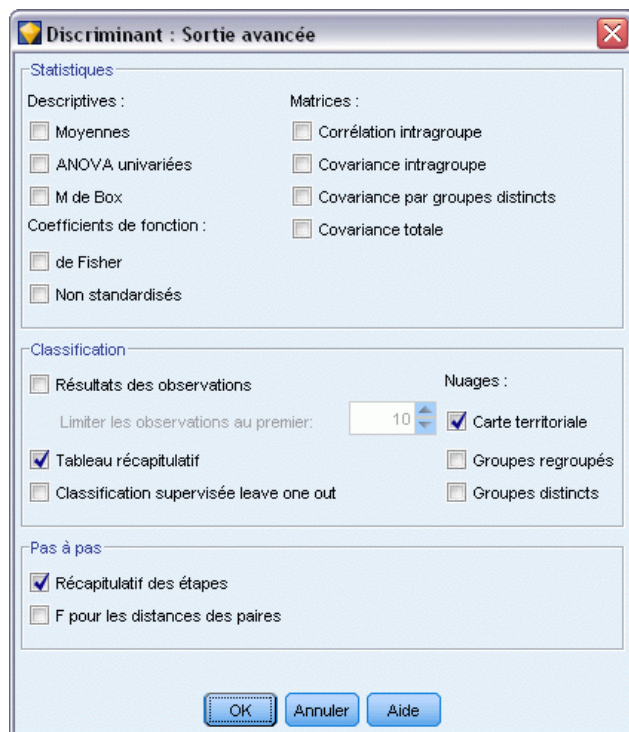 Discriminant : Sortie avancée
Statistiques
Descriptives :
Moyennes
ANOVA univariées
M de Box
Coefficients de fonction :
de Fisher
Non standardisés
Matrices :
Corrélation intragroupe
Covariance intragroupe
Covariance par groupes distincts
Covariance totale
Classification
Résultats des observations
Limiter les observations au premier: 10
Tableau récapitulatif
Classification supervisée leave one out
Nuages :
Carte territoriale
Groupes regroupés
Groupes distincts
Pas à pas
Récapitulatif des étapes
F pour les distances des paires
OK Annuler Aide